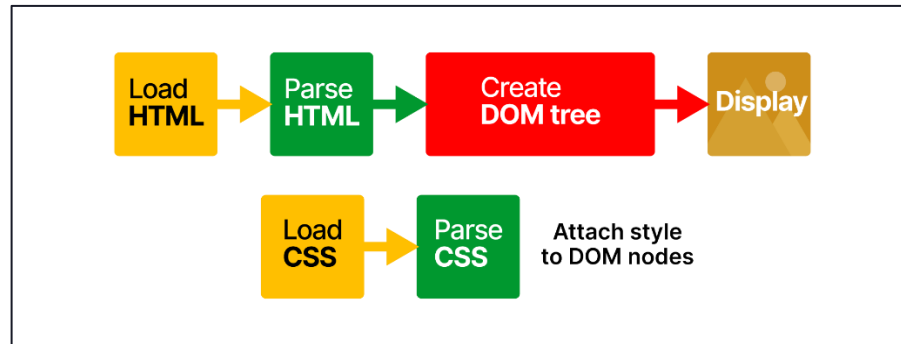 Load
HTML
Parse
HTML
Create
DOM tree
Display
Load
CSS
Parse
CSS
Attach style
to DOM nodes